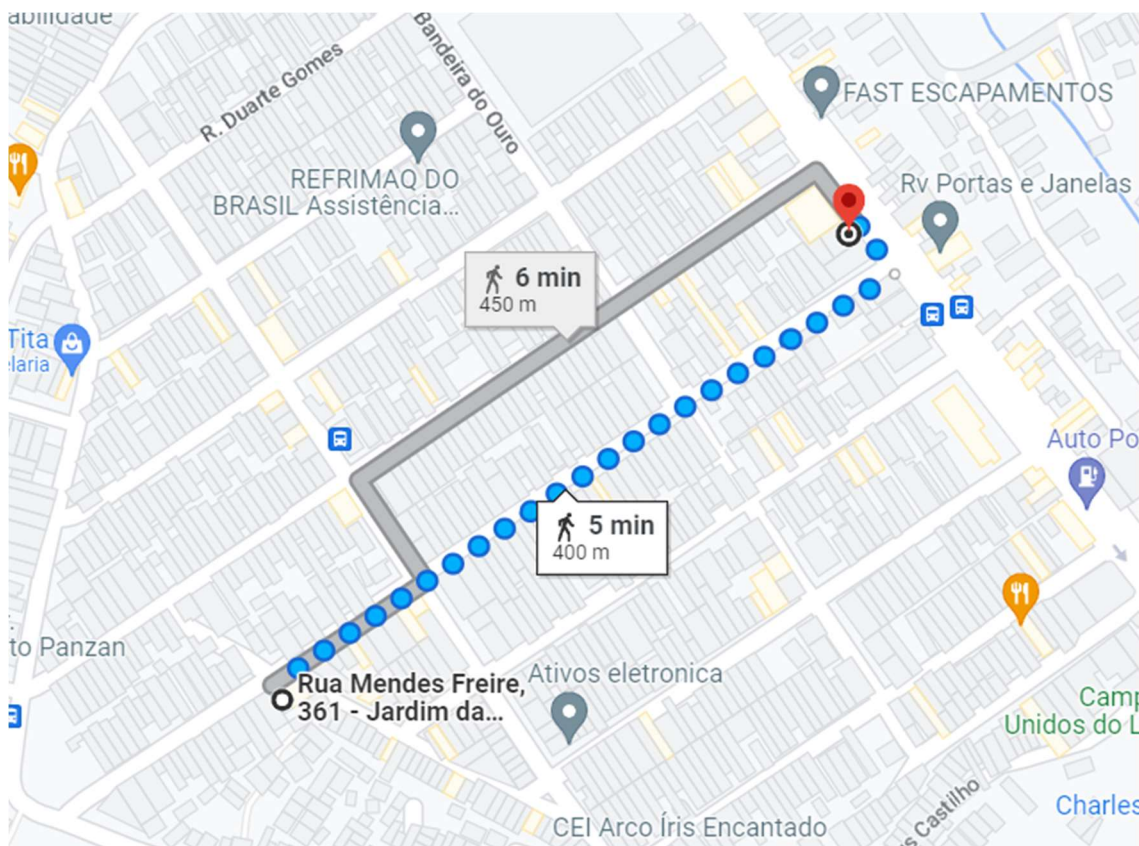 abilidade
Bandeira do Ouro
R. Duarte Gomes
FAST ESCAPAMENTOS
REFRIMAQ DO
BRASIL Assistência...
Rv Portas e Janelas
6 min
450 m
Tita
elaria
Auto Po
5 min
400 m
to Panzan
Rua Mendes Freire,
361 - Jardim da...
Ativos eletronica
Camp
Unidos do L
s Castilho
Charles
CEI Arco Íris Encantado